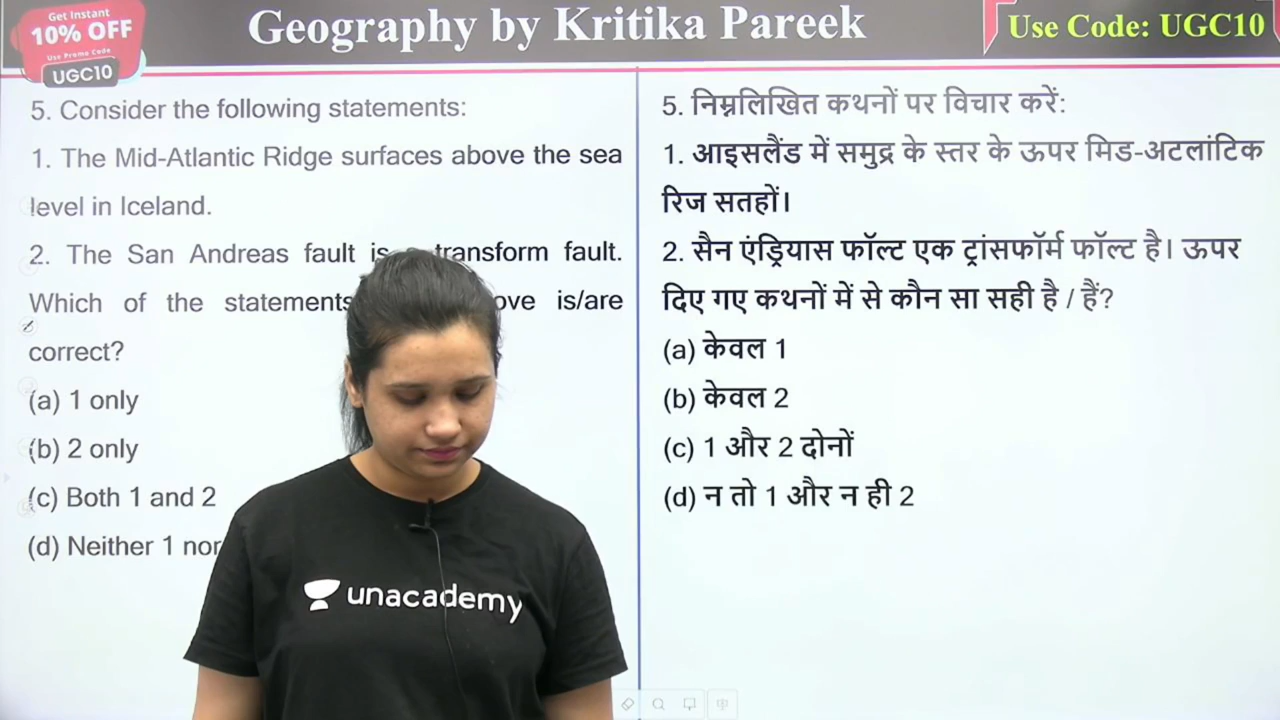 Get Instant
10% OFF
Use Promo Code
UGC10
Geography by Kritika Pareek
Use Code: UGC10
5. Consider the following statements:
1. The Mid-Atlantic Ridge surfaces above the sea
level in Iceland.
2. The San Andreas fault is a transform fault.
Which of the statements ove is/are
correct?
(a) 1 only
(b) 2 only
(c) Both 1 and 2
(d) Neither 1 nor
5. निम्नलिखित कथनों पर विचार करें:
1. आइसलैंड में समुद्र के स्तर के ऊपर मिड-अटलांटिक
रिज सतहों।
2. सैन एंड्रियास फॉल्ट एक ट्रांसफॉर्म फॉल्ट है। ऊपर
दिए गए कथनों में से कौन सा सही है / हैं?
(a) केवल 1
(b) केवल 2
(c) 1 और 2 दोनों
(d) न तो 1 और न ही 2
unacademy